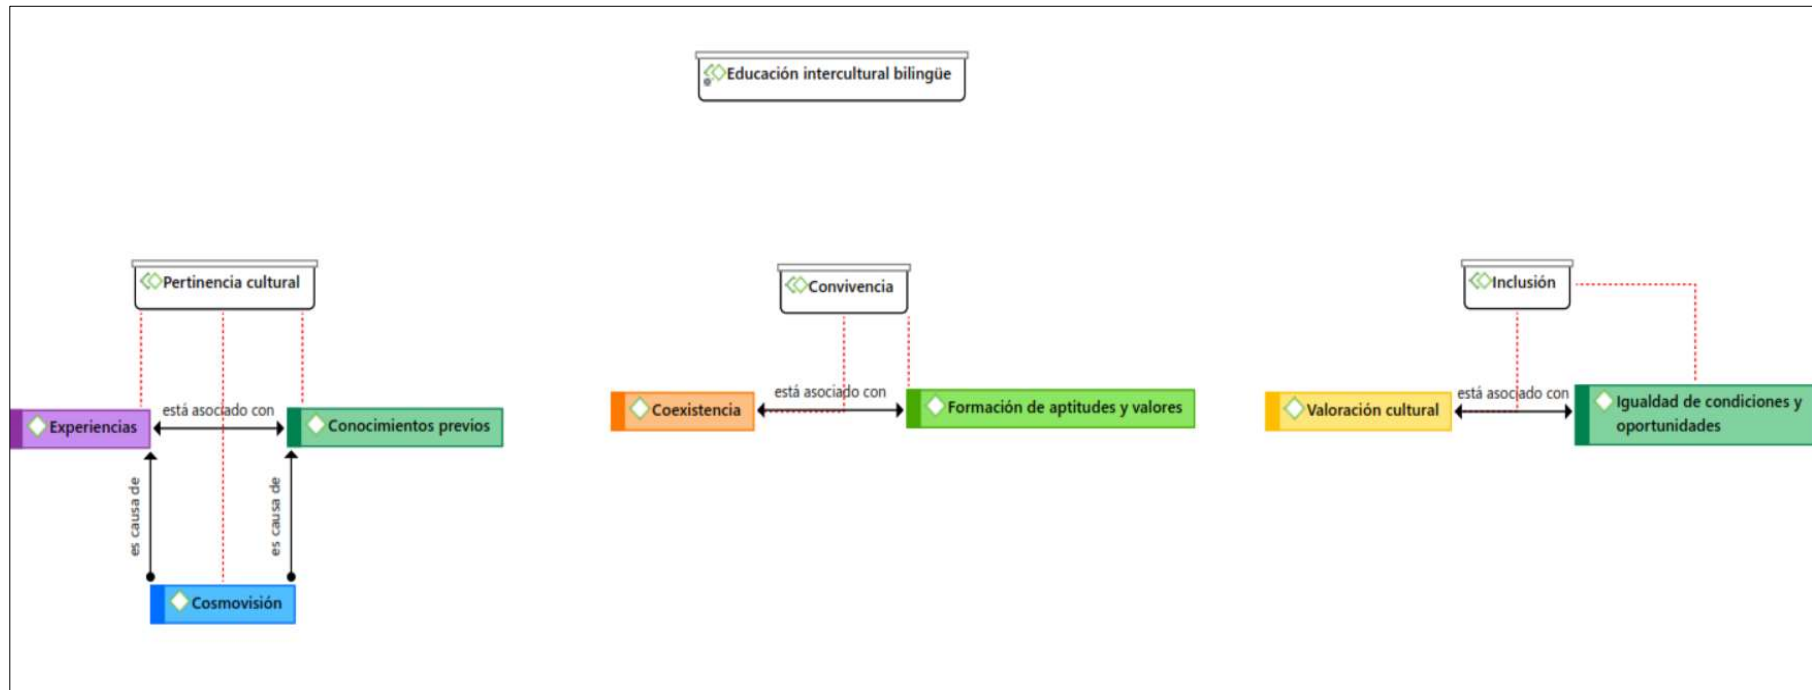 Educación intercultural bilingüe
Pertinencia cultural
Convivencia
Inclusión
Experiencias
está asociado con
Conocimientos previos
Coexistencia
está asociado con
Formación de aptitudes y valores
Valoración cultural
está asociado con
Igualdad de condiciones y
oportunidades
es causa de
es causa de
Cosmovisión